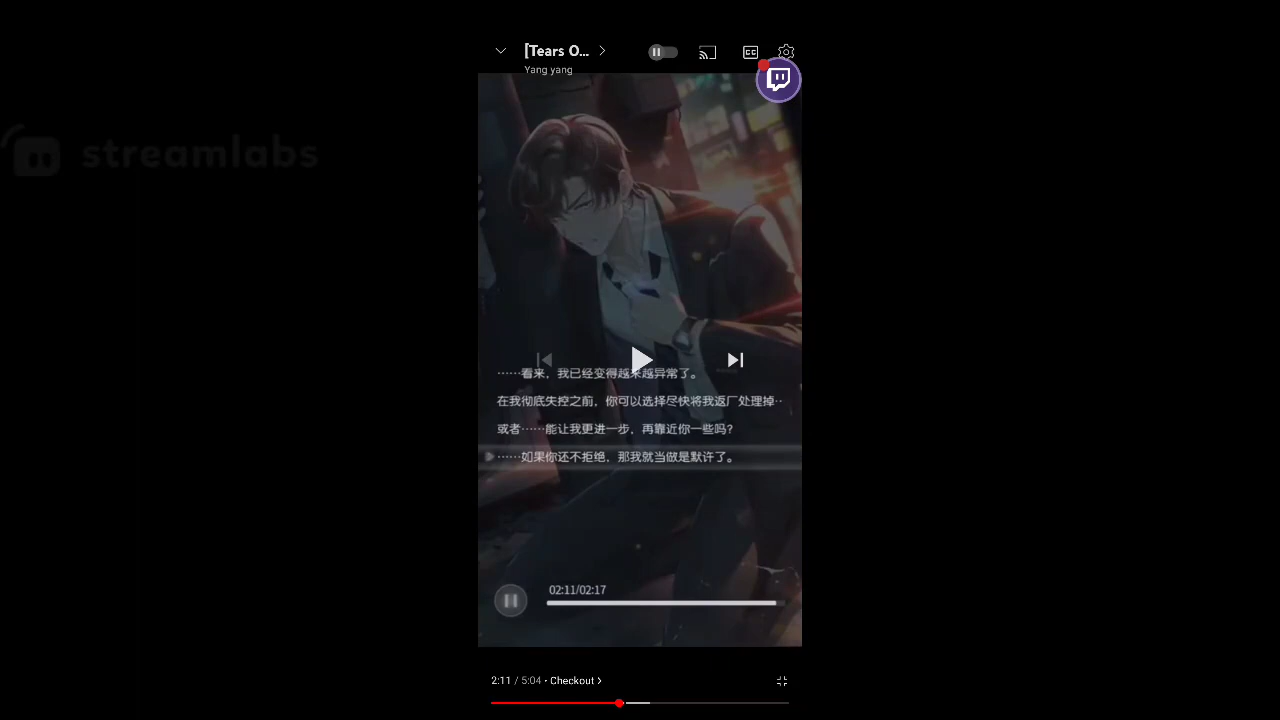 [Tears O...
Yang yang
CC
streamlabs
······看来，我已经变得越来越异常了。
在我彻底失控之前，你可以选择尽快将我返厂处理掉··
或者······能让我更进一步，再靠近你一些吗？
······如果你还不拒绝，那我就当做是默许了。
02:11/02:17
2:11 / 5:04 · Checkout